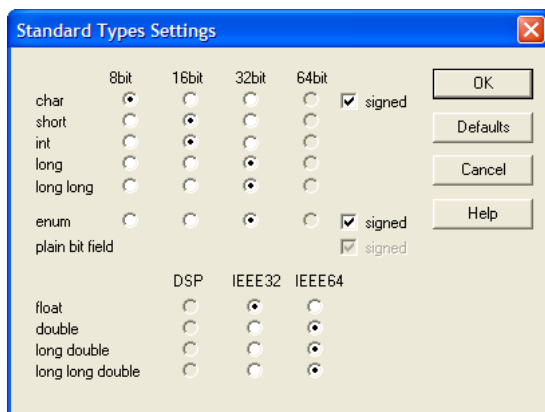 Standard Types Settings
8bit 16bit 32bit 64bit
char signed
short
int
long
long long
enum signed
plain bit field signed
DSP IEEE32 IEEE64
float
double
long double
long long double
OK
Defaults
Cancel
Help